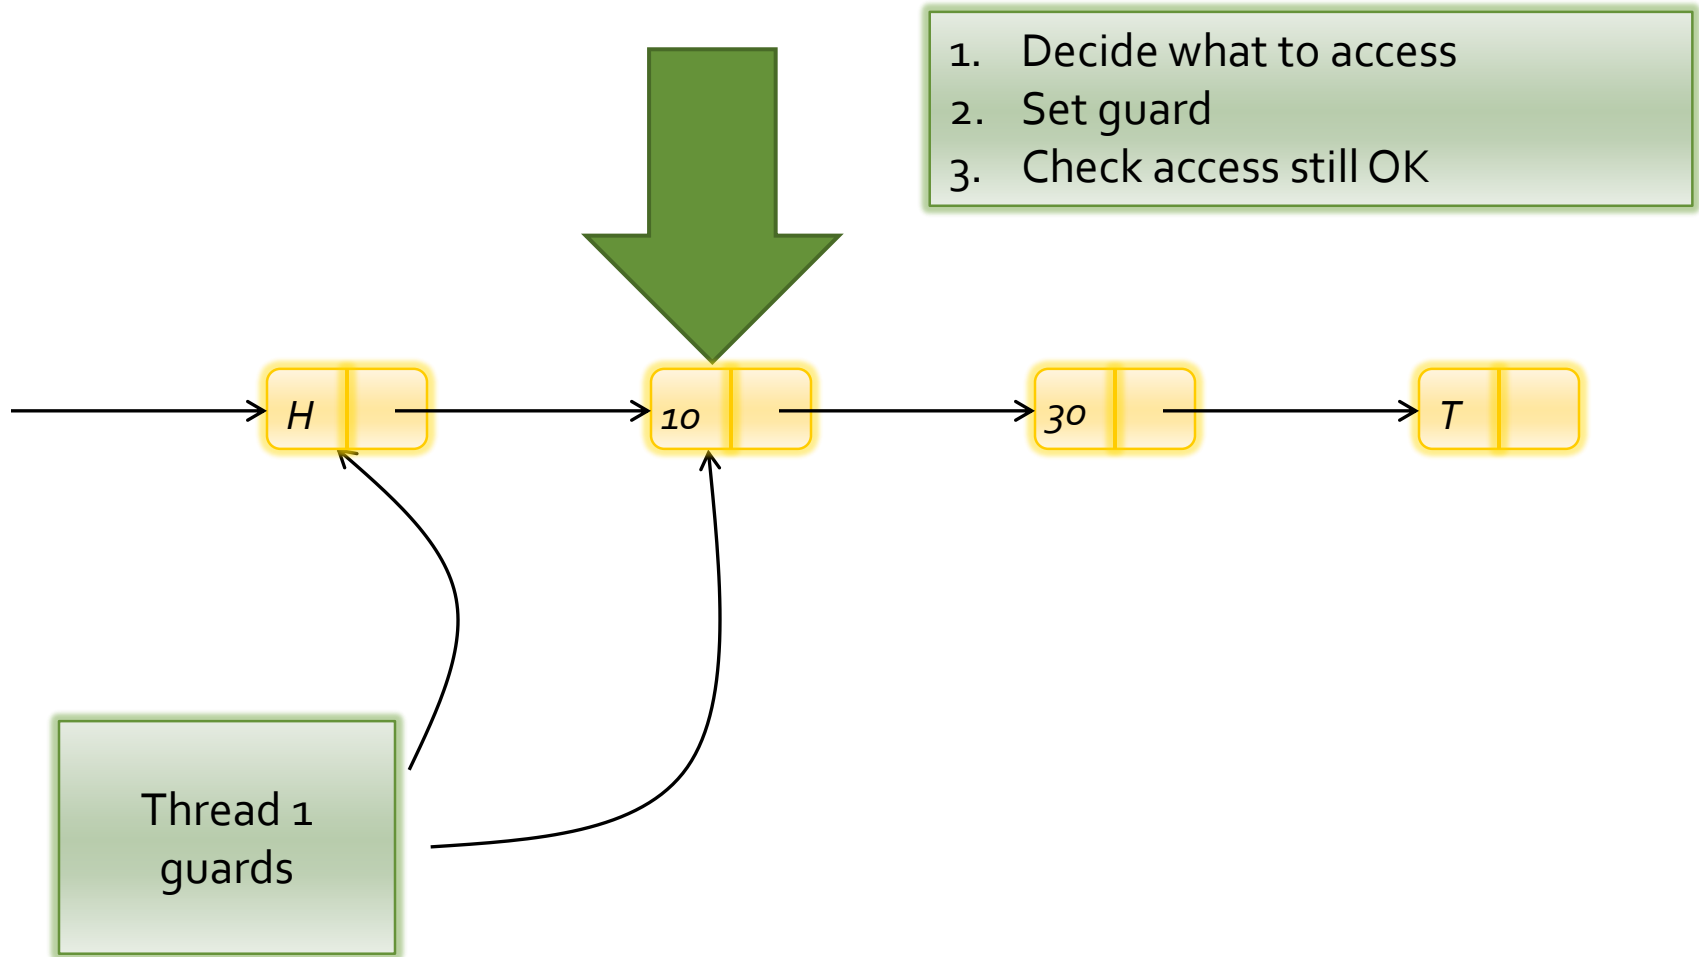 1. Decide what to access
2. Set guard
3. Check access still OK
H 10 30 T
Thread 1
guards